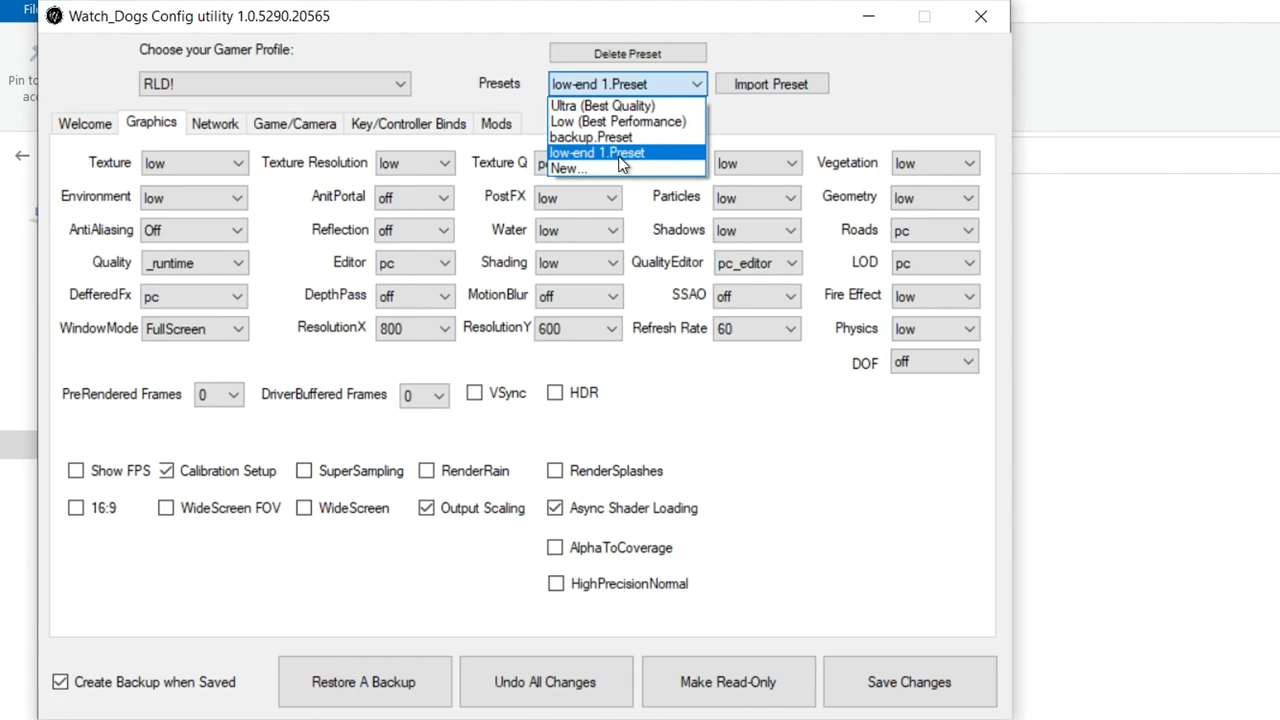 Fil
Watch_Dogs Config utility 1.0.5290.20565
Choose your Gamer Profile:
Delete Preset
Pin to
RLD!
Presets
low-end 1.Preset
Import Preset
Ultra (Best Quality)
Low (Best Performance)
backup.Preset
low-end 1.Preset
New...
Welcome Graphics Network Game/Camera Key/Controller Binds Mods
Texture low Texture Resolution low Texture Q low Vegetation low
Environment low AnitPortal off PostFX low Particles low Geometry low
AntiAliasing Off Reflection off Water low Shadows low Roads pc
Quality _runtime Editor pc Shading low QualityEditor pc_editor LOD pc
DefferedFx pc DepthPass off MotionBlur off SSAO off Fire Effect low
WindowMode FullScreen ResolutionX 800 ResolutionY 600 Refresh Rate 60 Physics low
DOF off
PreRendered Frames 0 DriverBuffered Frames 0 VSync HDR
Show FPS Calibration Setup SuperSampling RenderRain RenderSplashes
16:9 WideScreen FOV WideScreen Output Scaling Async Shader Loading
AlphaToCoverage
HighPrecisionNormal
Create Backup when Saved Restore A Backup Undo All Changes Make Read-Only Save Changes